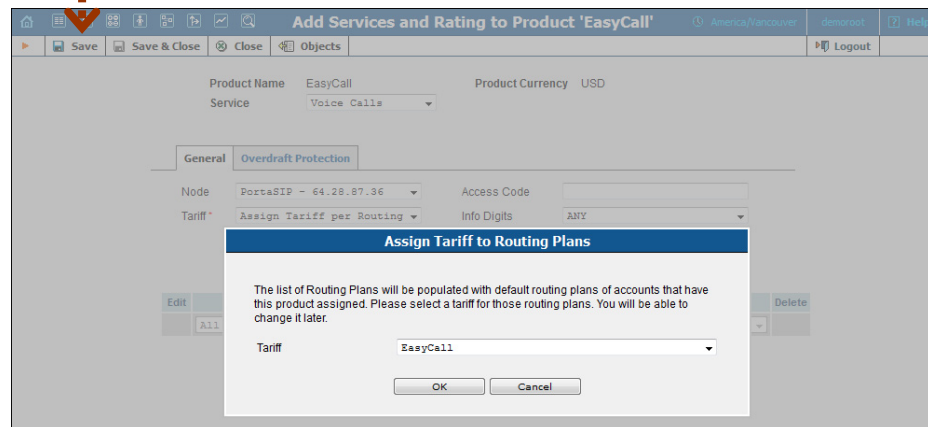 Add Services and Rating to Product 'EasyCall' America/Vancouver demoroot ? Help
Save Save & Close Close Objects Logout
Product Name EasyCall Product Currency USD
Service Voice Calls
General Overdraft Protection
Node PortaSIP - 64.28.87.36 Access Code
Tariff * Assign Tariff per Routing Info Digits ANY
Assign Tariff to Routing Plans
The list of Routing Plans will be populated with default routing plans of accounts that have
this product assigned. Please select a tariff for those routing plans. You will be able to
change it later.
Edit Delete
All
Tariff EasyCall
OK Cancel